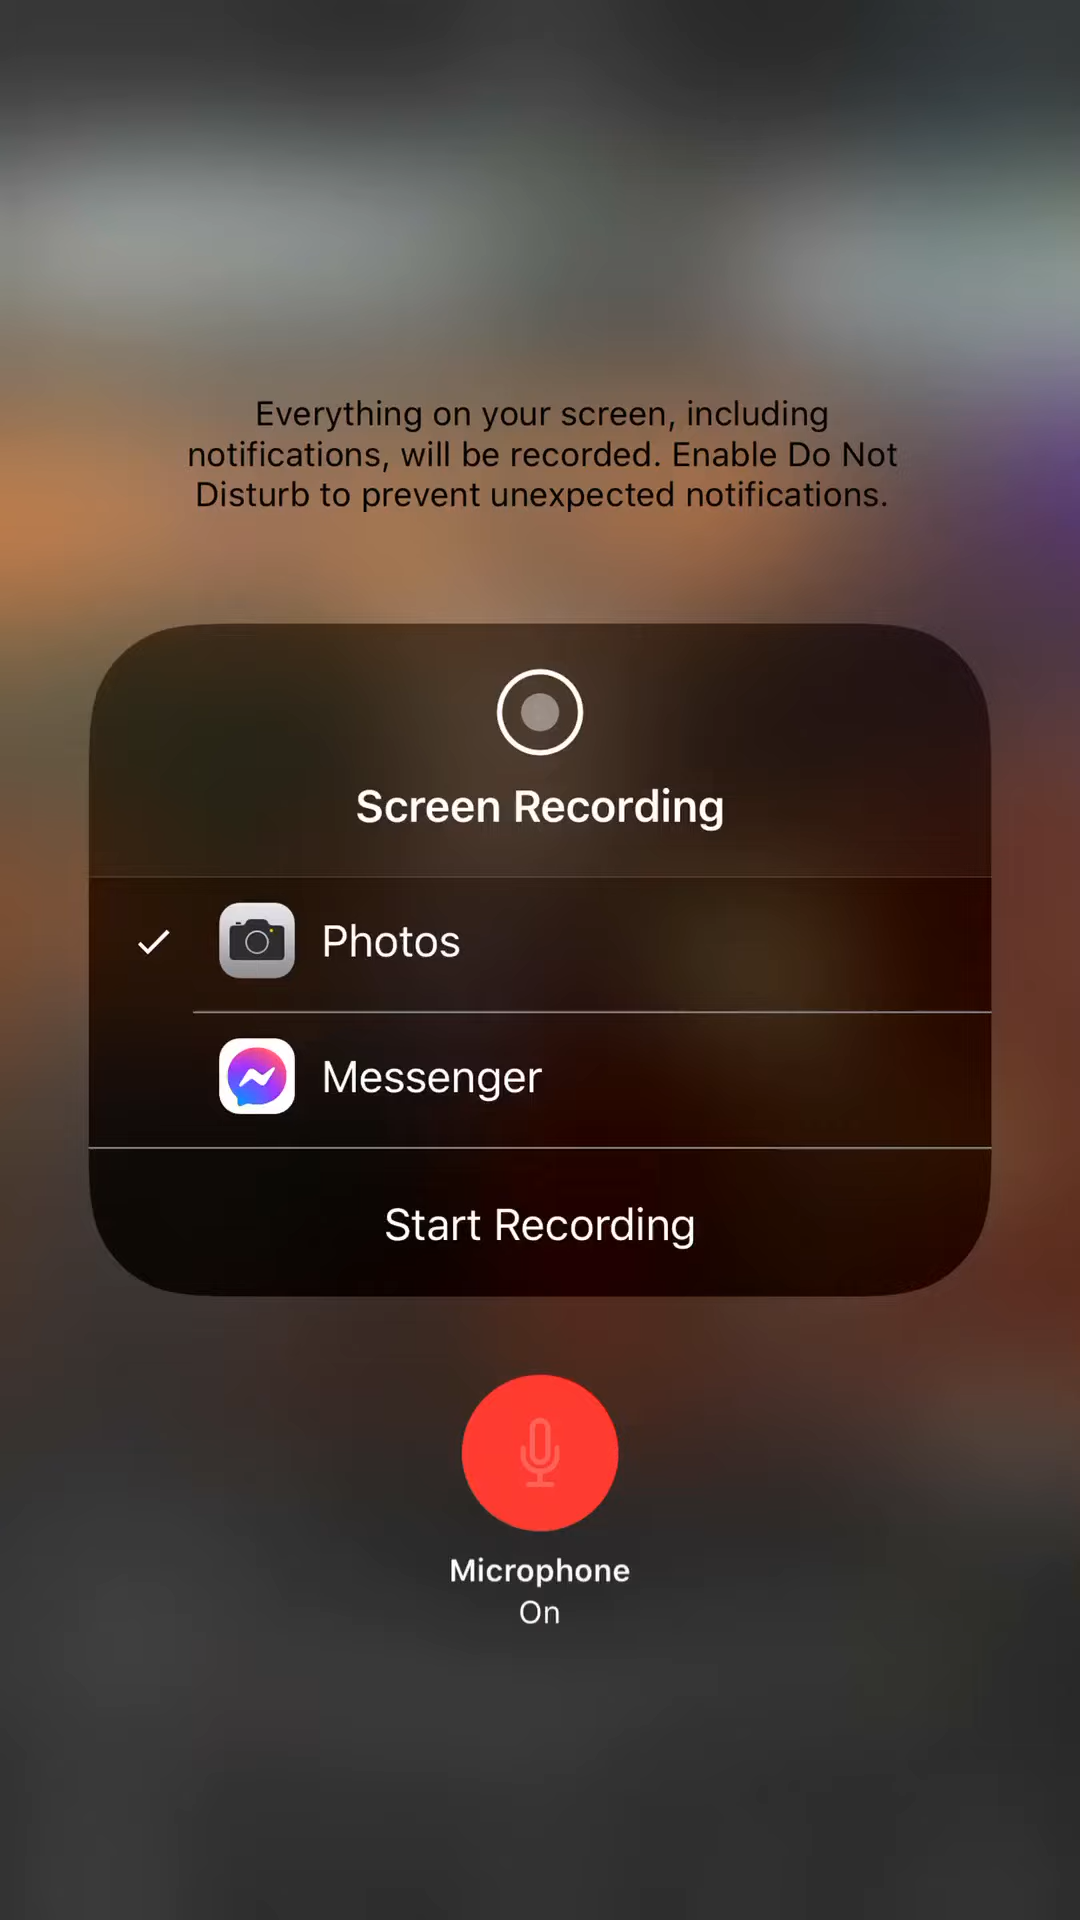 Everything on your screen, including
notifications, will be recorded. Enable Do Not
Disturb to prevent unexpected notifications.
Screen Recording
Photos
Messenger
Start Recording
Microphone
On